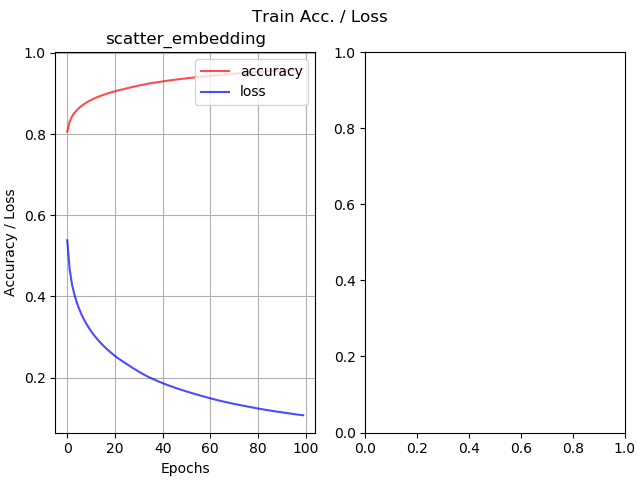 Train Acc. / Loss
scatter_embedding
accuracy
loss
Accuracy / Loss
1.0
0.8
0.6
0.4
0.2
0 20 40 60 80 100
Epochs
1.0
0.8
0.6
0.4
0.2
0.0
0.0 0.2 0.4 0.6 0.8 1.0